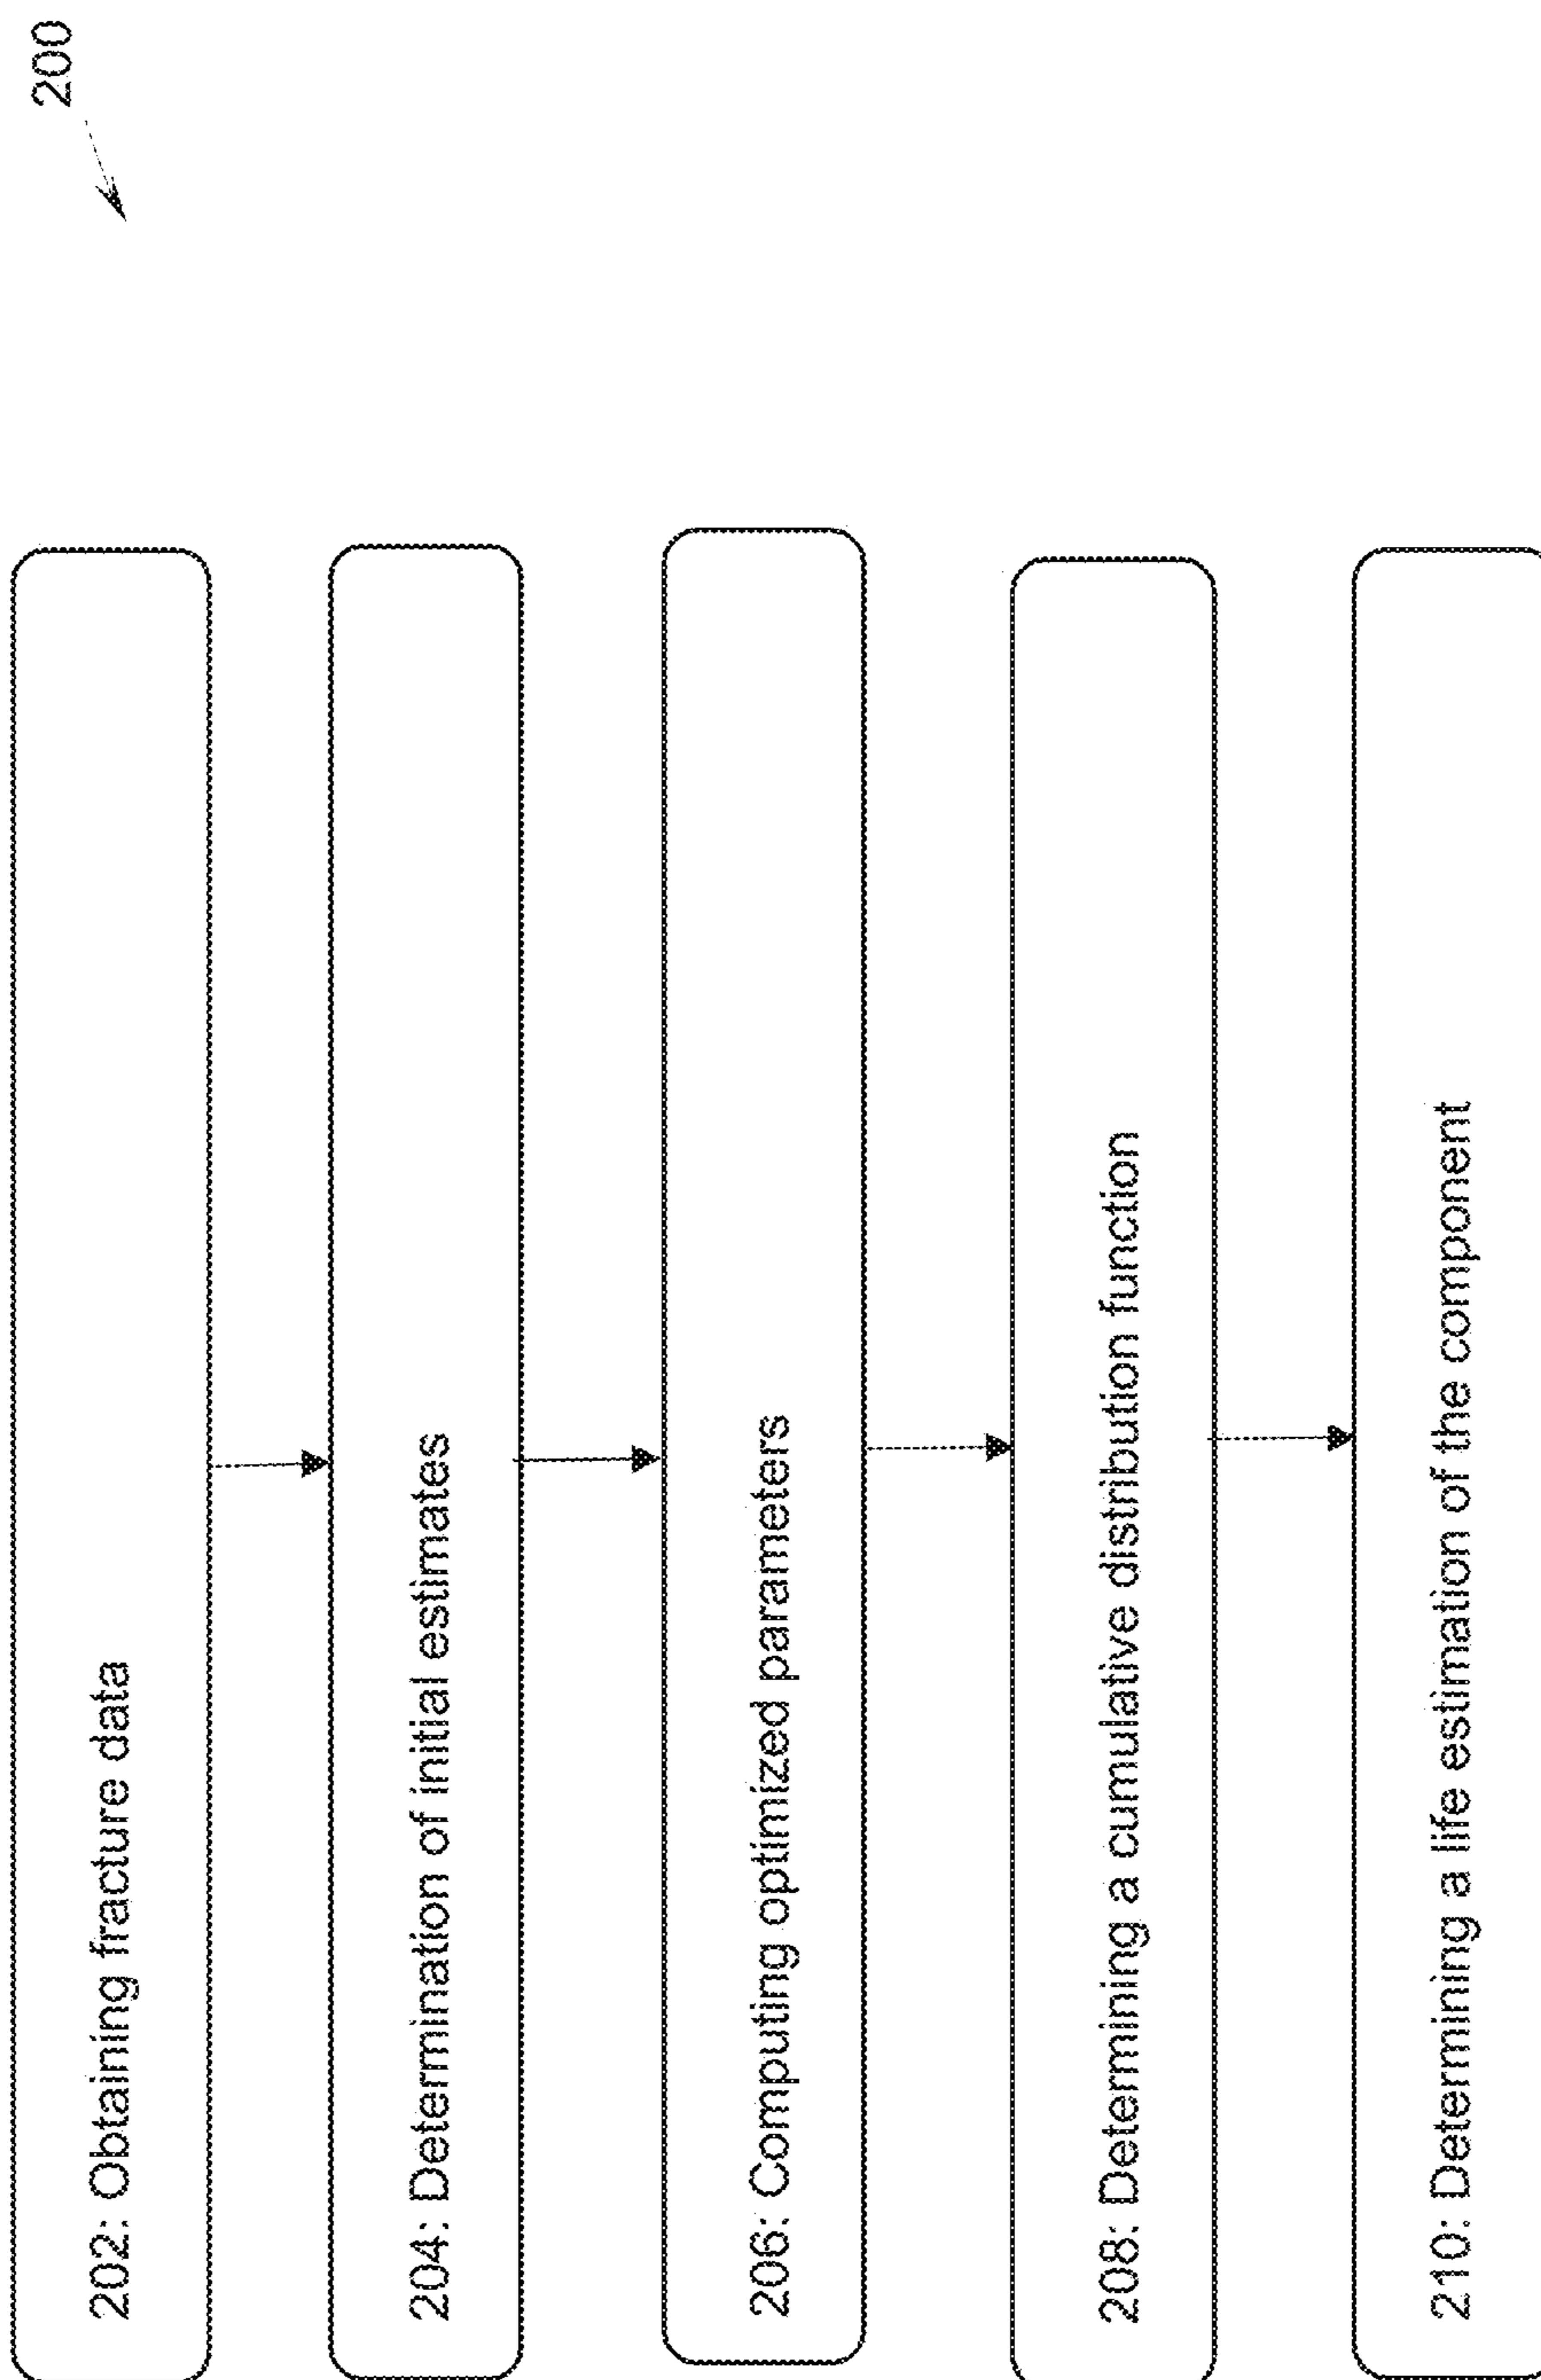 200
202: Obtaining fracture data
204: Determination of initial estimates
206: Computing optimized parameters
208: Determining a cumulative distribution function
210: Determining a life estimation of the component